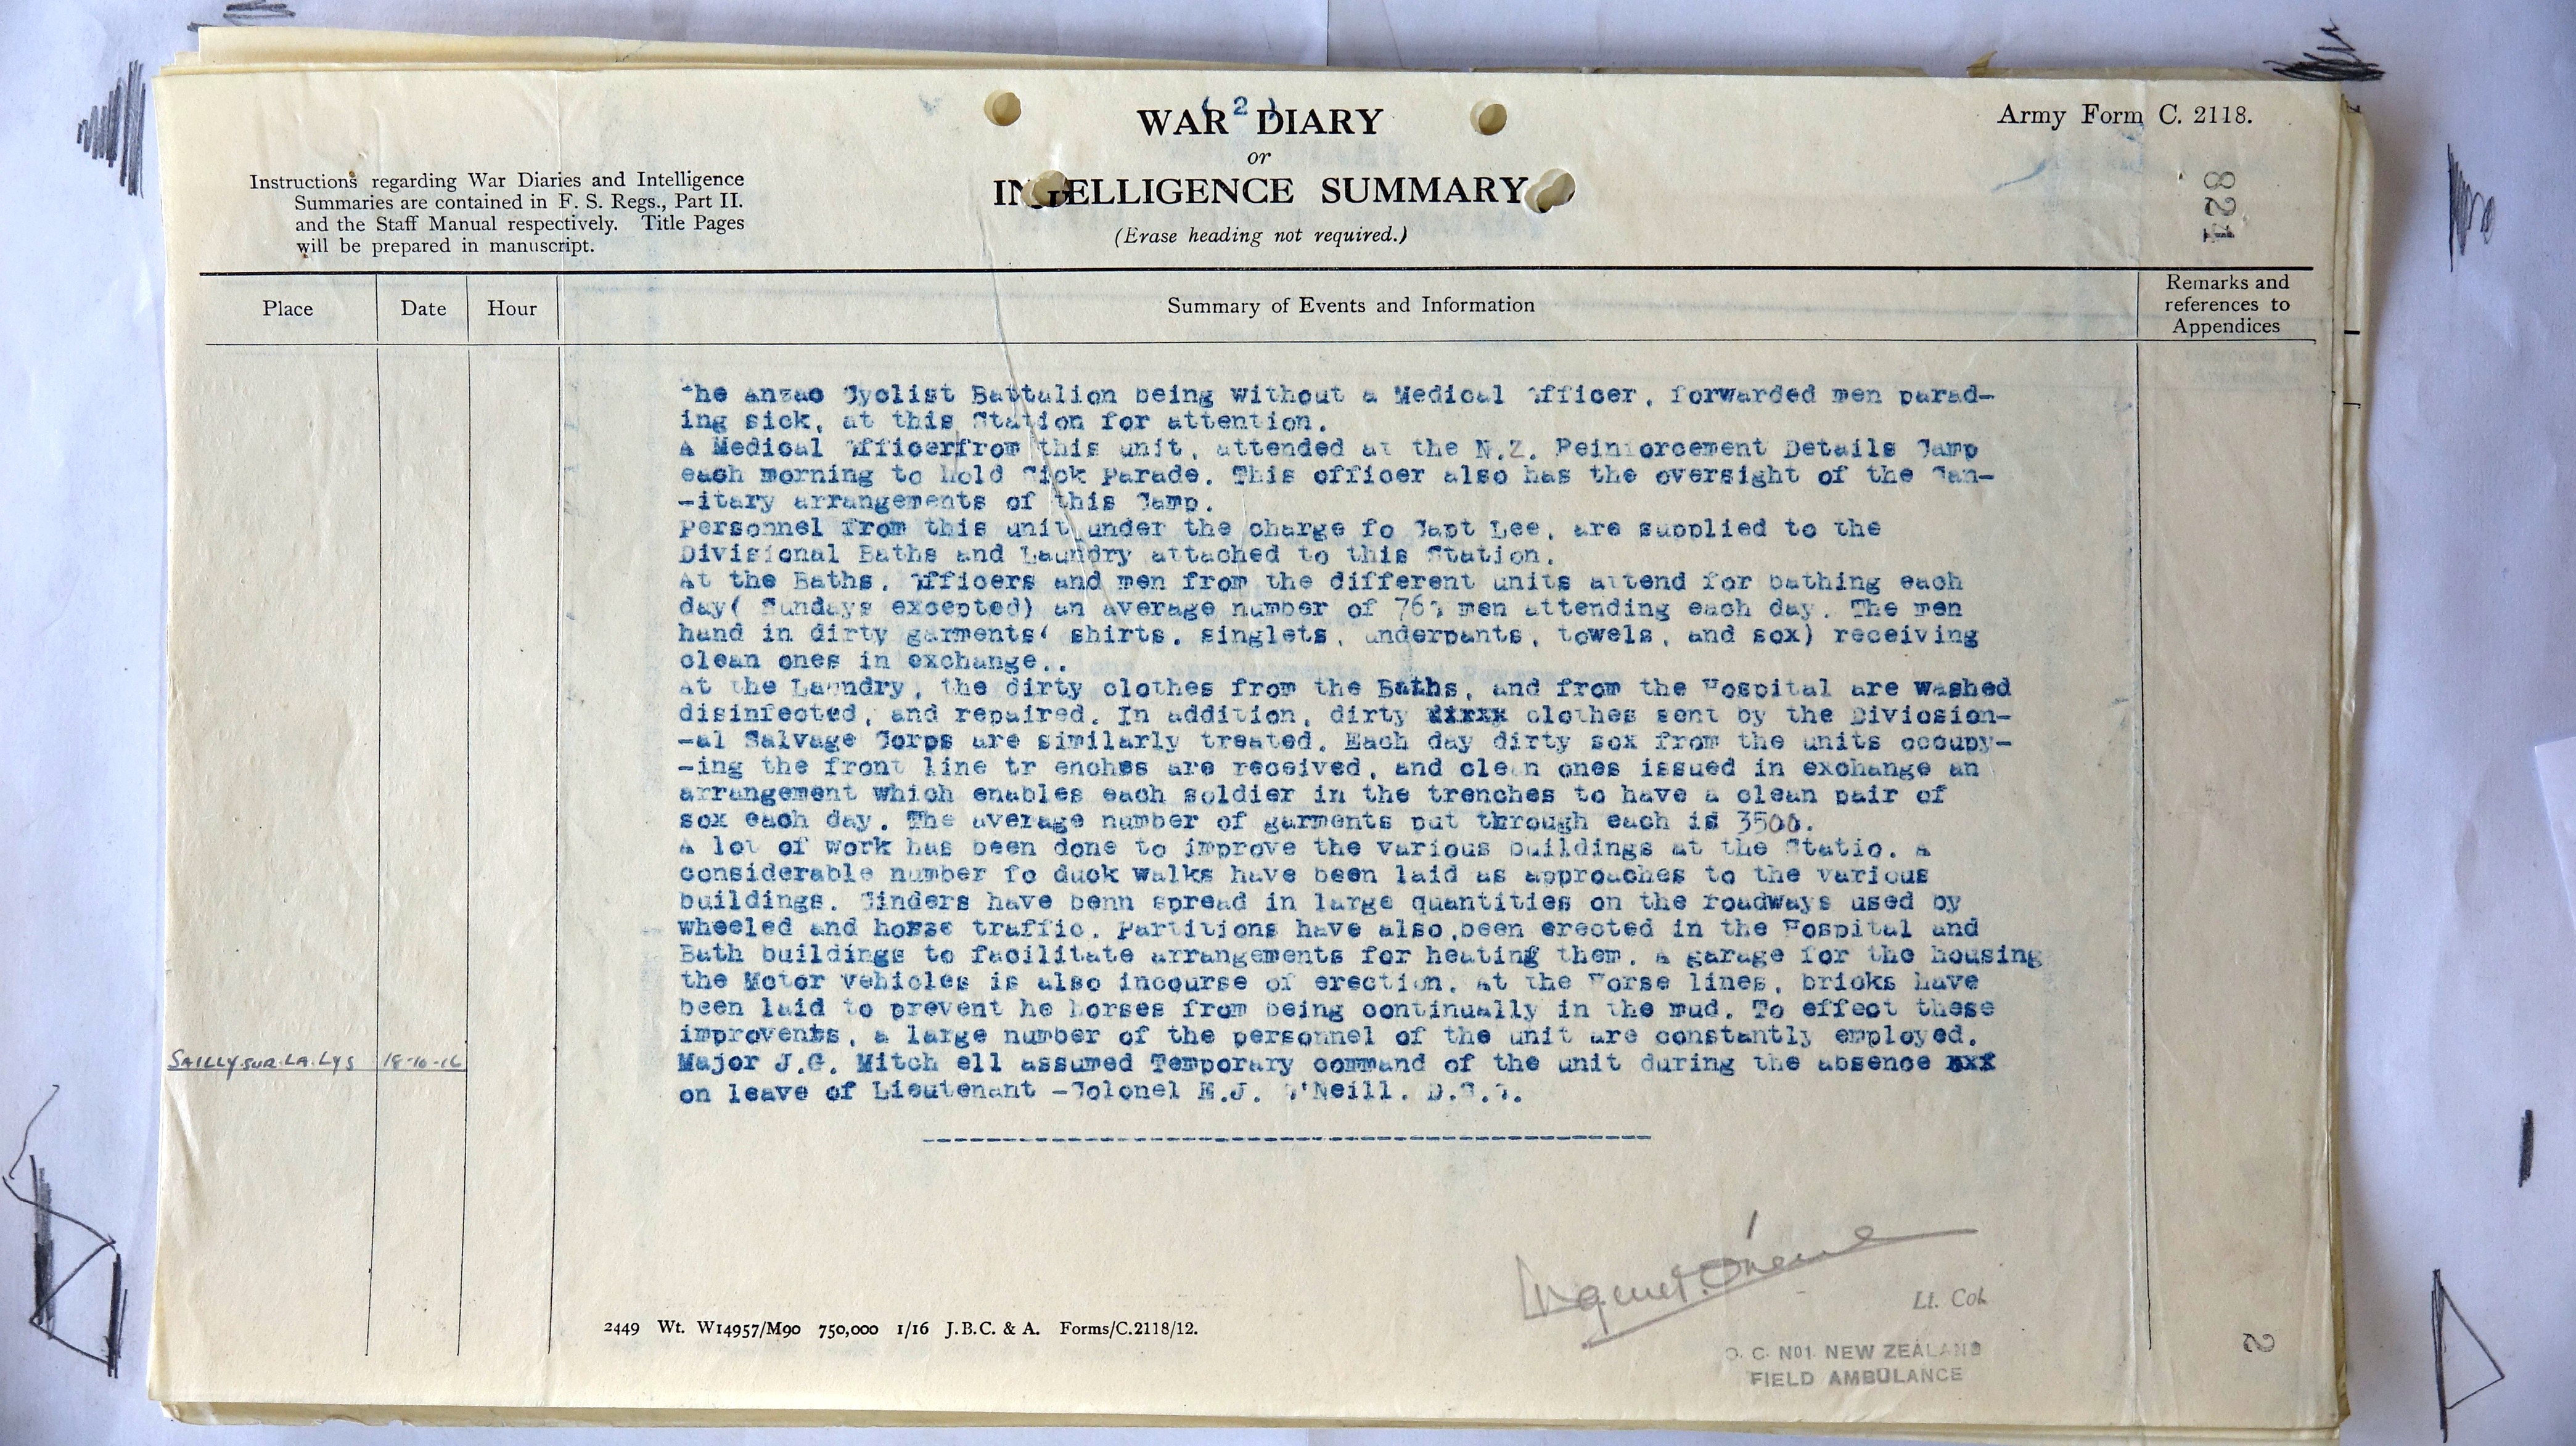 ( 2 )
WAR DIARY
or
INTELLIGENCE SUMMARY
(Erase heading not required.)
Army Form C. 2118.
Instructions regarding War Diaries and Intelligence
Summaries are contained in F. S. Regs., Part II.
and the Staff Manual respectively. Title Pages
will be prepared in manuscript.
821
Place
Date
Hour
Summary of Events and Information
Remarks and
references to
Appendices
The Anzac Cyclist Battalion being without a Medical Officer, forwarded men parad-
ing sick, at this Station for attention.
A Medical Officerfrom this unit, attended at the N.Z. Reinforcement Details Camp
each morning to hold Sick Parade. This officer also has the oversight of the San-
-itary arrangements of this Camp.
Personnel from this unit under the charge fo Capt Lee, are supplied to the
Divisional Baths and Laundry attached to this Station.
At the Baths, Officers and men from the different units attend for bathing each
day( Sundays excepted) an average number of men attending each day. The men
hand in dirty garments( shirts, singlets, underpants, towels, and sox) receiving
clean ones in exchange..
At the Laundry, the dirty clothes from the Baths, and from the Hospital are washed
disinfected, and repaired. In addition, dirty clothes sent by the Diviosion-
-al Salvage Corps are similarly treated. Each day dirty sox from the units occupy-
-ing the front line tr enches are received, and clean ones issued in exchange an
arrangement which enables each soldier in the trenches to have a clean pair of
sox each day. The average number of garments put through each is 3500.
A lot of work has been done to improve the various buildings at the Statio. A
considerable number fo duck walks have been laid as approaches to the various
buildings. Cinders have benn spread in large quantities on the roadways used by
wheeled and horse traffic. Partitions have also,been erected in the Hospital and
Bath buildings to facilitate arrangements for heating them. A garage for the housing
the Motor vehicles is also incourse of erection. At the Horse lines, bricks have
been laid to prevent he horses from being continually in the mud. To effect these
improvents, a large number of the personnel of the unit are constantly employed.
SAILLY.SUR.LA.LYS 18-10-16 Major J.G. Mitch ell assumed Temporary command of the unit during the absence
on leave of Lieutenant -Colonel E.J. O'Neill. D.S.O.
Lt. Col.
O. C. No1. NEW ZEALAND
FIELD AMBULANCE
2449 Wt. W14957/M90 750,000 1/16 J.B.C. & A. Forms/C.2118/12.
2